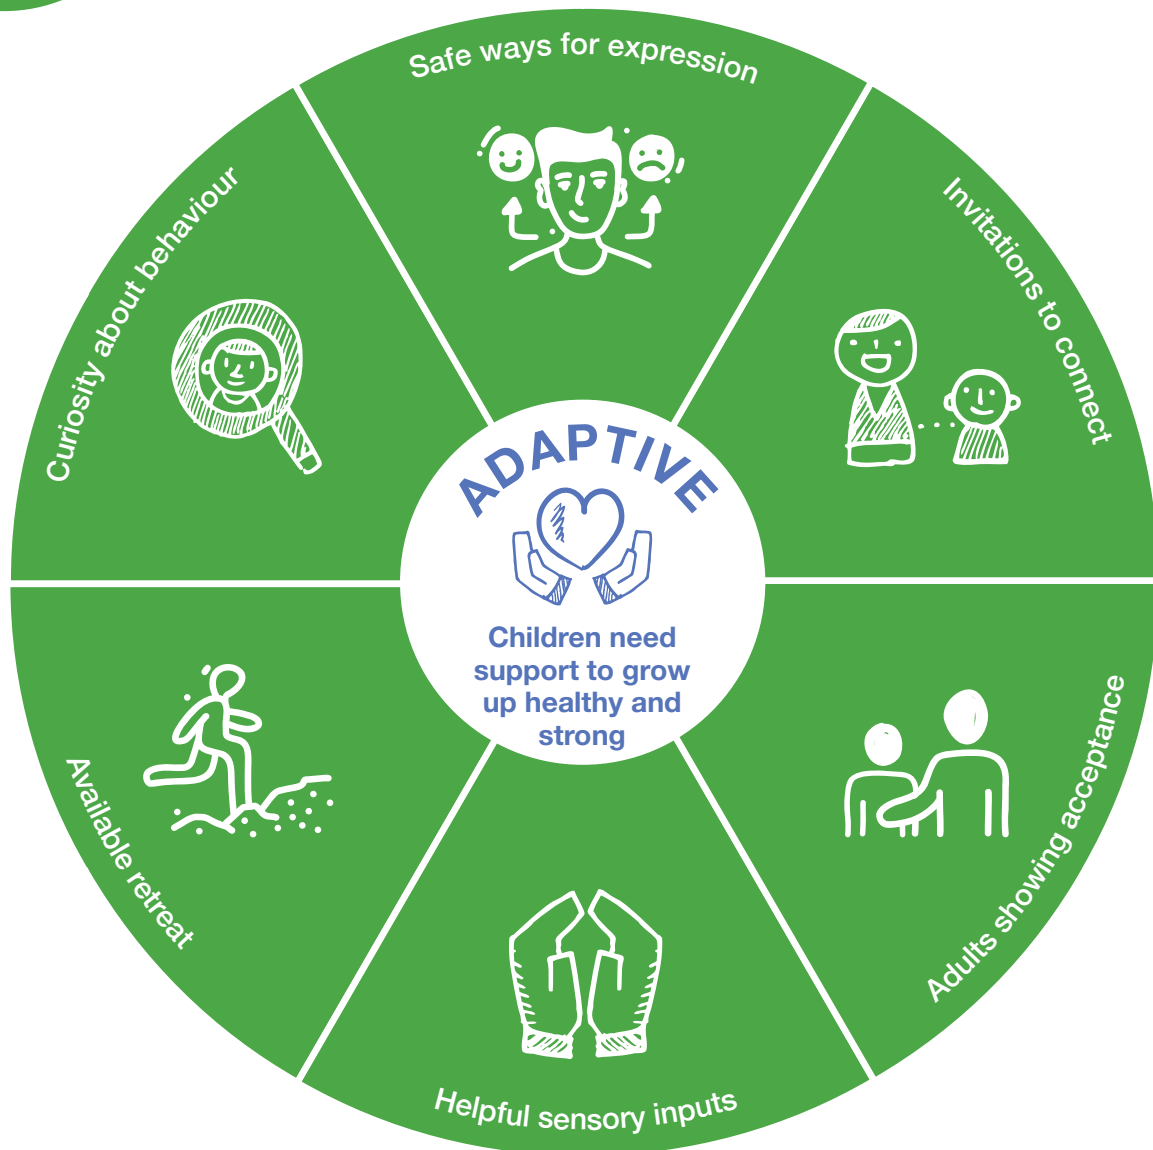 Safe ways for expression
Invitations to connect
Adults showing acceptance
Helpful sensory inputs
Available retreat
Curiosity about behaviour
ADAPTIVE
Children need
support to grow
up healthy and
strong